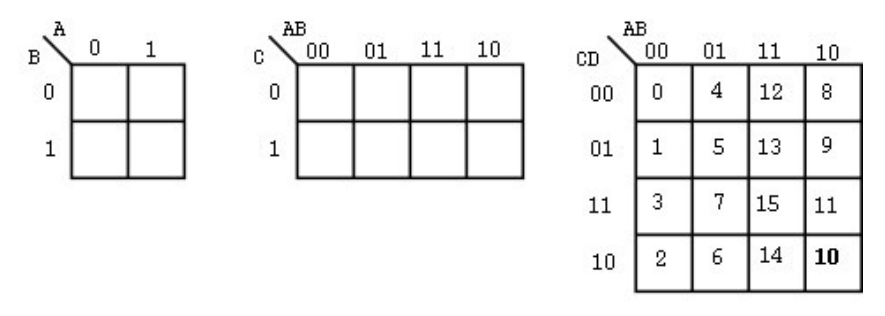 A
B 0 1
0
1
AB
C 00 01 11 10
0
1
AB
CD 00 01 11 10
00 0 4 12 8
01 1 5 13 9
11 3 7 15 11
10 2 6 14 10